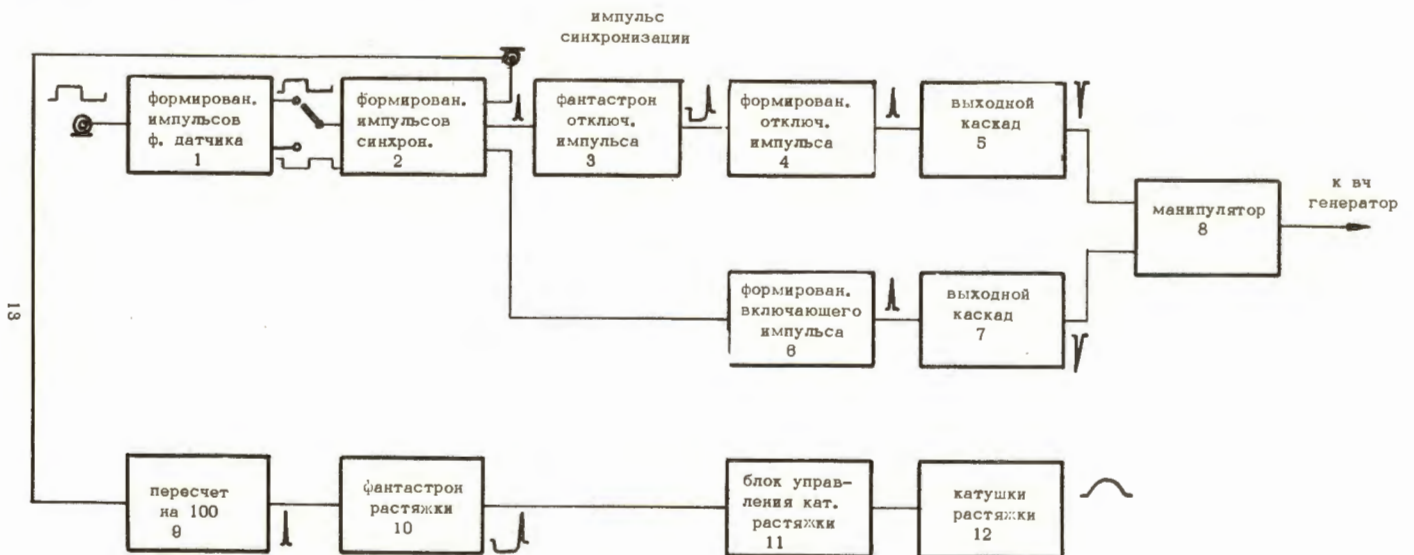 импульс
синхронизации
формирован.
импульсов
ф. датчика
1
формирован.
импульсов
синхрон.
2
фантастрон
отключ.
импульса
3
формирован.
отключ.
импульса
4
выходной
каскад
5
манипулятор
8
к вч
генератор
формирован.
включающего
импульса
6
выходной
каскад
7
13
пересчет
на 100
9
фантастрон
растяжки
10
блок управ-
ления кат.
растяжки
11
катушки
растяжки
12